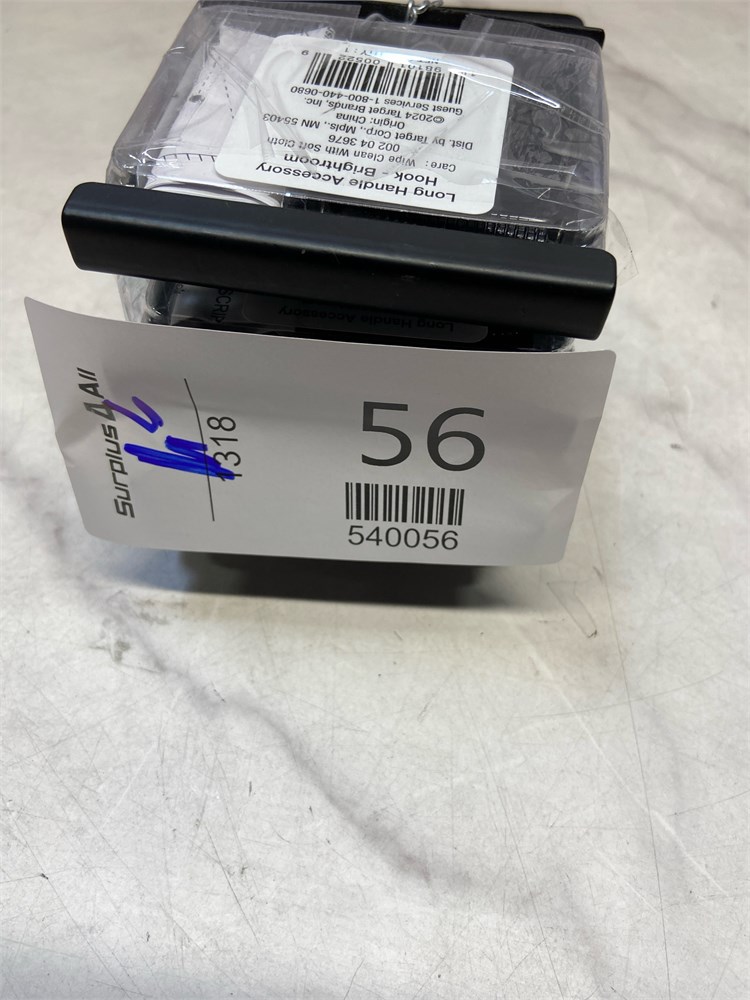 Long Handle Accessory
Hook - Brightroom
Care : Wipe Clean With Soft Cloth
002 04 3676
Dist by Target Corp., Mpls., MN 55403
Origin: China
©2024 Target Brands, Inc.
Guest Services 1-800-440-0680
Long Handle Accessory
Surplus 4 All
1318
56
540056